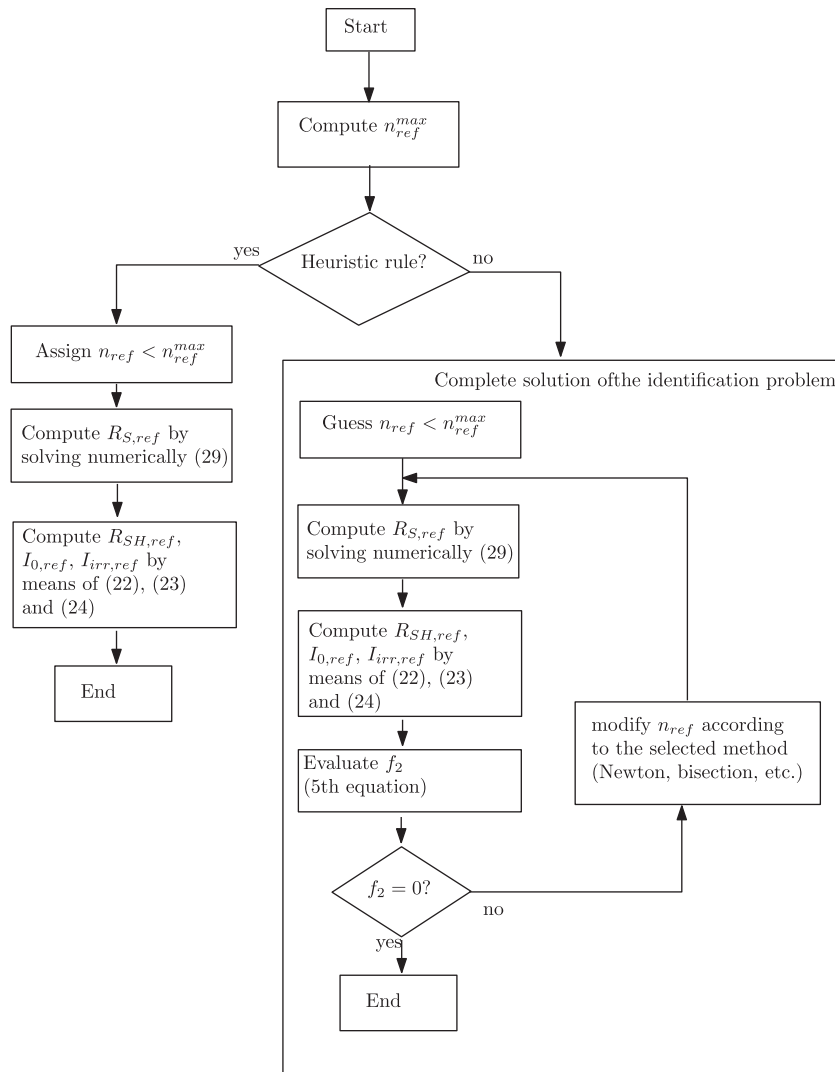 Start
Compute $n_{ref}^{max}$
Heuristic rule?
yes
no
Assign $n_{ref} < n_{ref}^{max}$
Compute $R_{S,ref}$ by
solving numerically (29)
Compute $R_{SH,ref}$,
$I_{0,ref}$, $I_{irr,ref}$ by
means of (22), (23)
and (24)
End
Complete solution ofthe identification problem
Guess $n_{ref} < n_{ref}^{max}$
Compute $R_{S,ref}$ by
solving numerically (29)
Compute $R_{SH,ref}$,
$I_{0,ref}$, $I_{irr,ref}$ by
means of (22), (23)
and (24)
Evaluate $f_2$
(5th equation)
$f_2 = 0$?
no
yes
End
modify $n_{ref}$ according
to the selected method
(Newton, bisection, etc.)